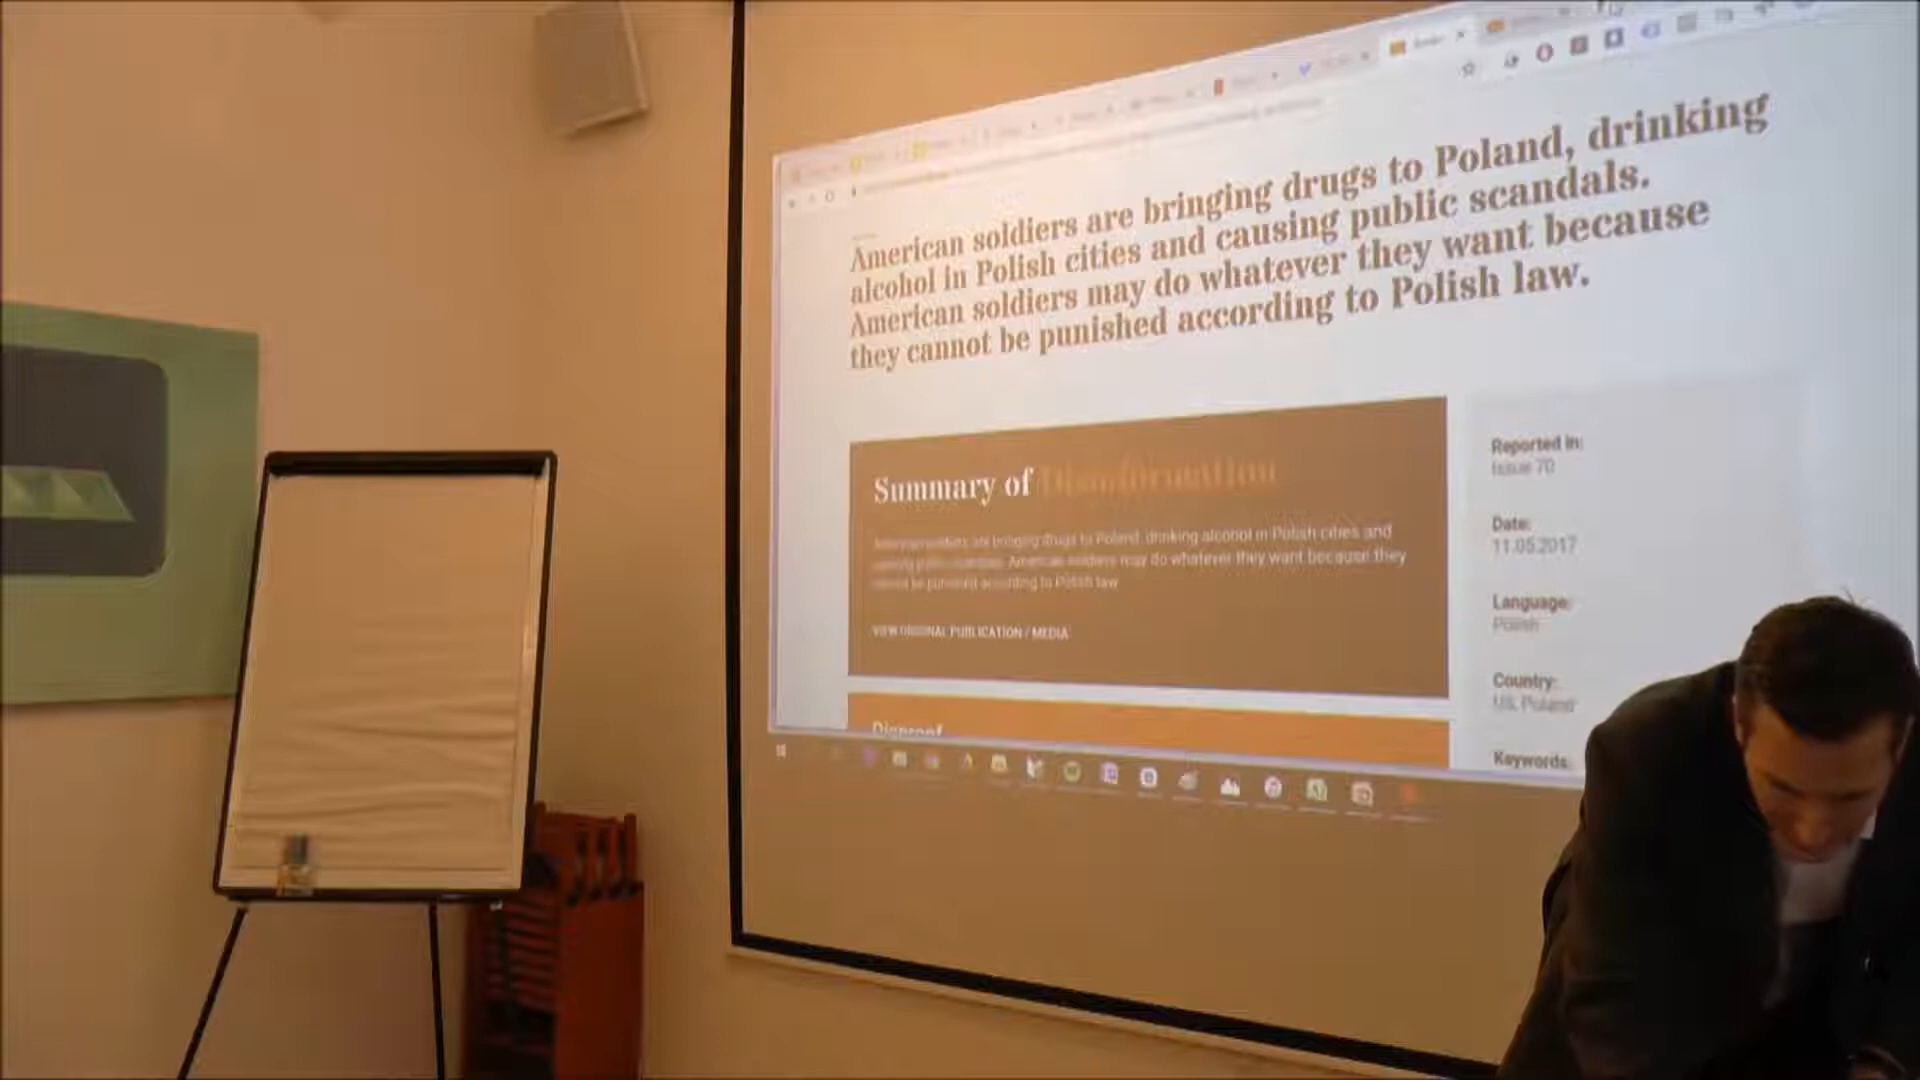 American soldiers are bringing drugs to Poland, drinking
alcohol in Polish cities and causing public scandals.
American soldiers may do whatever they want because
they cannot be punished according to Polish law.
Summary of Disinformation
American soldiers are bringing drugs to Poland, drinking alcohol in Polish cities and
causing public scandals. American soldiers may do whatever they want because they
cannot be punished according to Polish law
VIEW ORIGINAL PUBLICATION / MEDIA
Disproof
Reported in:
Issue 70
Date:
11.05.2017
Language:
Polish
Country:
US, Poland
Keywords: